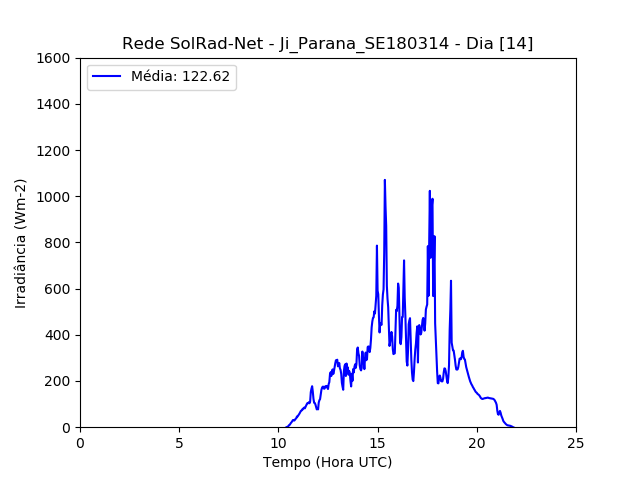 Rede SolRad-Net - Ji_Parana_SE180314 - Dia [14]
Média: 122.62
1600
1400
1200
1000
800
600
400
200
0
Irradiância (Wm-2)
0 5 10 15 20 25
Tempo (Hora UTC)